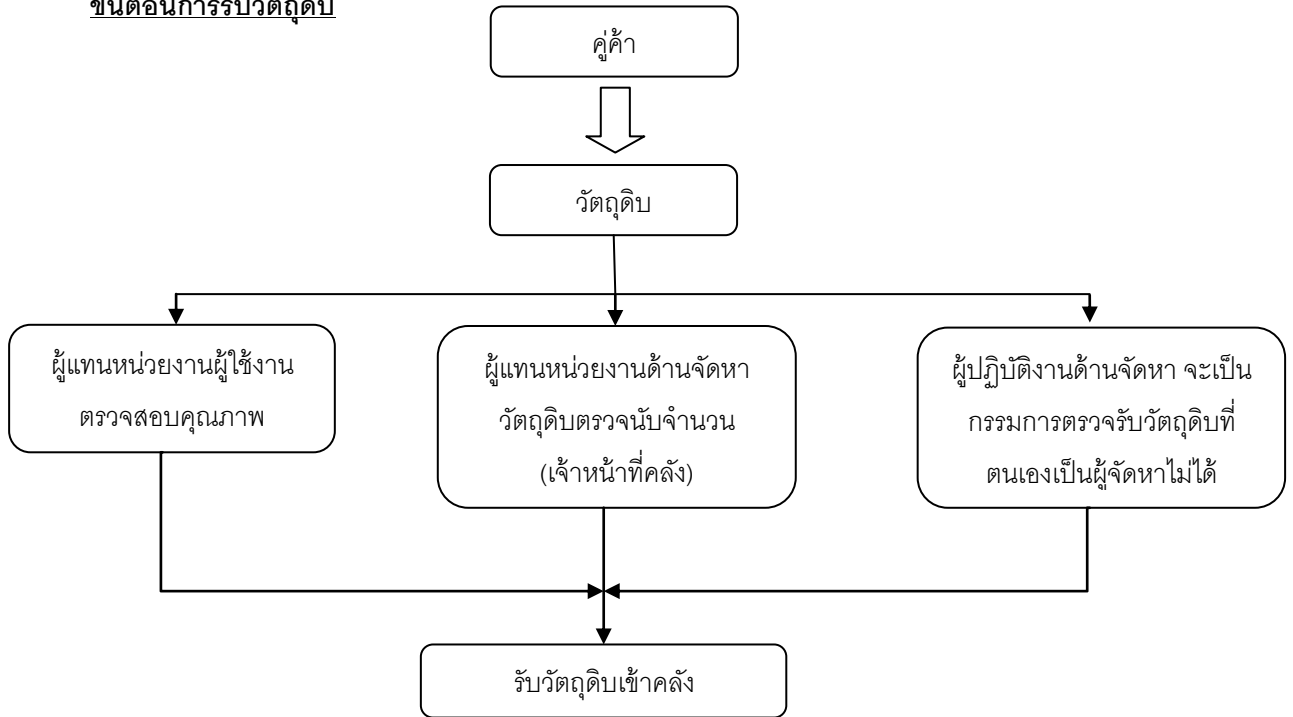 ขั้นตอนการรับวัตถุดิบ
คู่ค้า
วัตถุดิบ
ผู้แทนหน่วยงานผู้ใช้งาน
ตรวจสอบคุณภาพ
ผู้แทนหน่วยงานด้านจัดหา
วัตถุดิบตรวจนับจำนวน
(เจ้าหน้าที่คลัง)
ผู้ปฏิบัติงานด้านจัดหา จะเป็น
กรรมการตรวจรับวัตถุดิบที่
ตนเองเป็นผู้จัดหาไม่ได้
รับวัตถุดิบเข้าคลัง